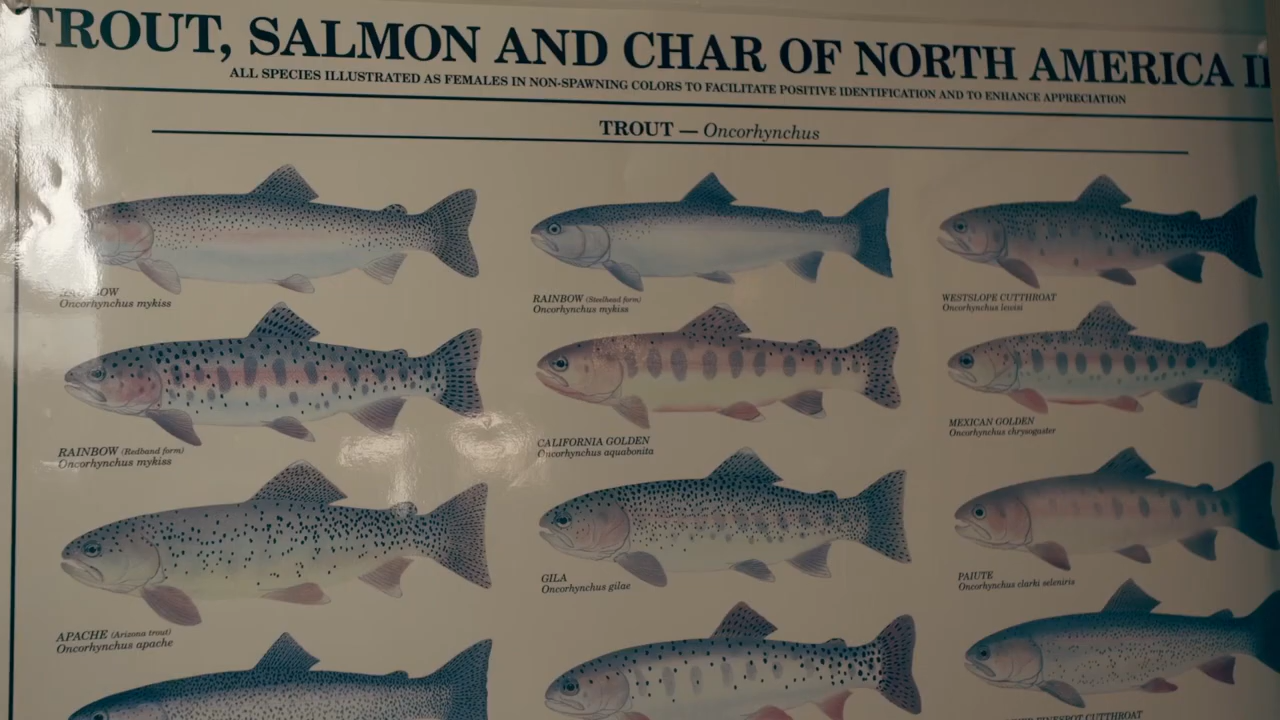 TROUT, SALMON AND CHAR OF NORTH AMERICA II
ALL SPECIES ILLUSTRATED AS FEMALES IN NON-SPAWNING COLORS TO FACILITATE POSITIVE IDENTIFICATION AND TO ENHANCE APPRECIATION
TROUT — Oncorhynchus
Oncorhynchus mykiss
RAINBOW (Steelhead form)
Oncorhynchus mykiss
WESTSLOPE CUTTHROAT
Oncorhynchus lewisi
RAINBOW (Redband form)
Oncorhynchus mykiss
CALIFORNIA GOLDEN
Oncorhynchus aquabonita
MEXICAN GOLDEN
Oncorhynchus chrysogaster
APACHE (Arizona trout)
Oncorhynchus apache
GILA
Oncorhynchus gilae
PAIUTE
Oncorhynchus clarki seleniris
CUTTHROAT